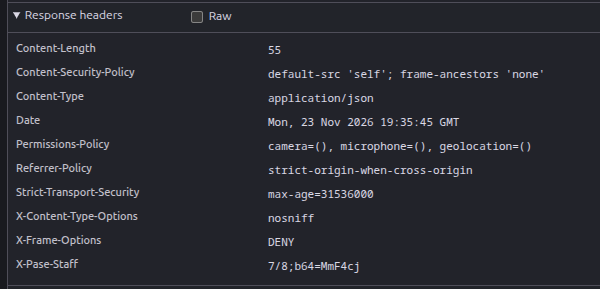 ▼ Response headers Raw
Content-Length 55
Content-Security-Policy default-src 'self'; frame-ancestors 'none'
Content-Type application/json
Date Mon, 23 Nov 2026 19:35:45 GMT
Permissions-Policy camera=(), microphone=(), geolocation=()
Referrer-Policy strict-origin-when-cross-origin
Strict-Transport-Security max-age=31536000
X-Content-Type-Options nosniff
X-Frame-Options DENY
X-Pase-Staff 7/8;b64=MmF4cj